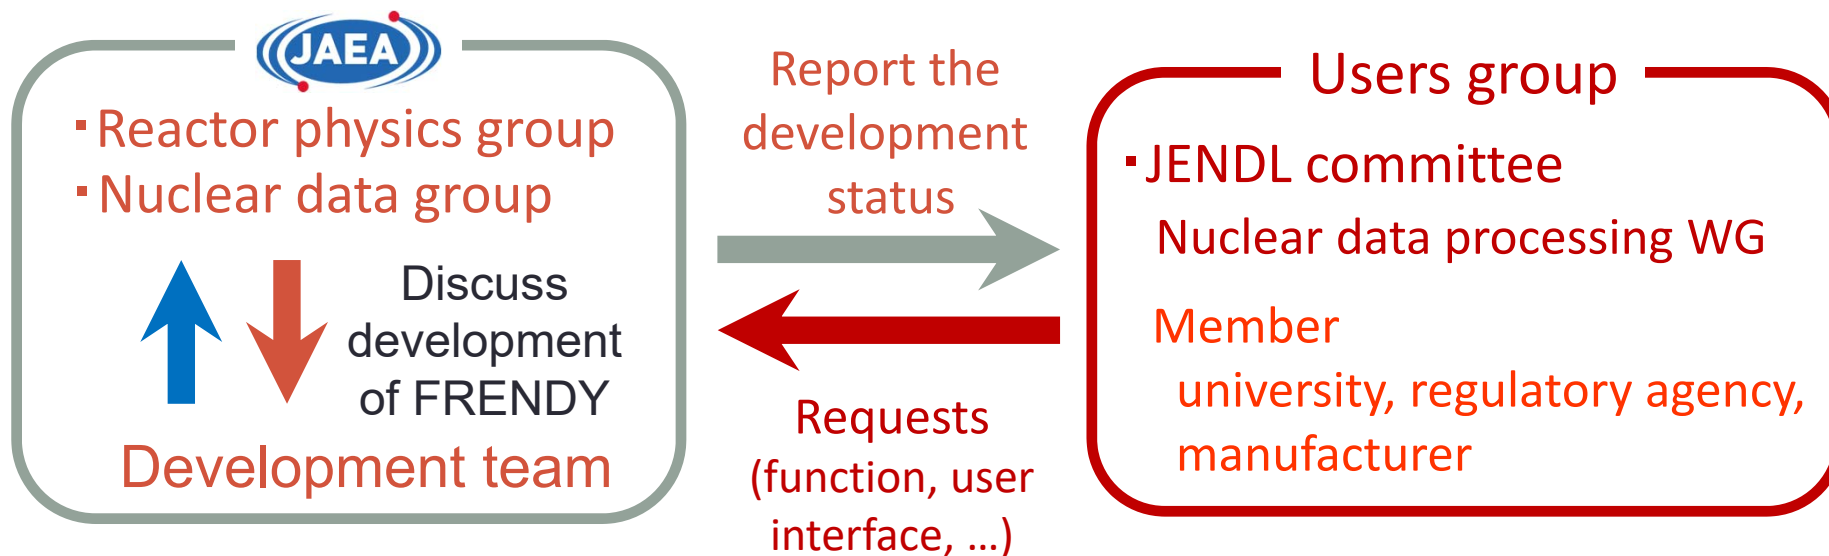 JAEA
・Reactor physics group
・Nuclear data group
Discuss
development
of FRENDY
Development team
Report the
development
status
Requests
(function, user
interface, ...)
Users group
・JENDL committee
Nuclear data processing WG
Member
university, regulatory agency,
manufacturer